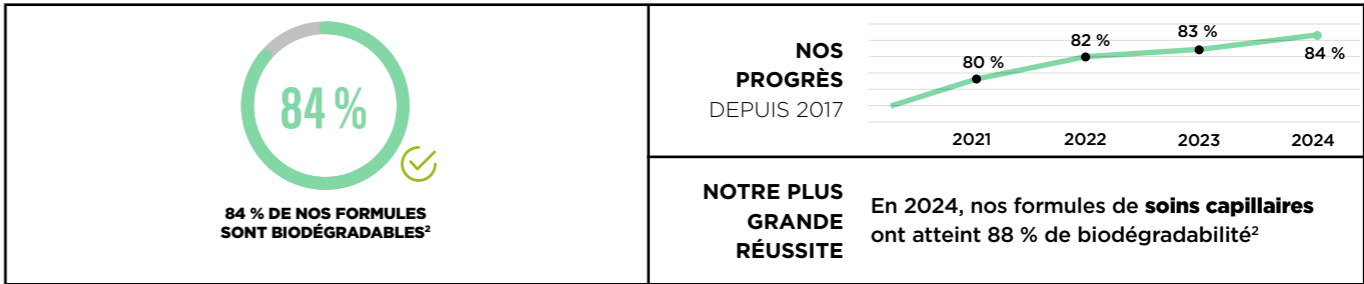 84 %
84 % DE NOS FORMULES
SONT BIODÉGRADABLES²
NOS
PROGRÈS
DEPUIS 2017
80 %
82 %
83 %
84 %
2021
2022
2023
2024
NOTRE PLUS
GRANDE
RÉUSSITE
En 2024, nos formules de soins capillaires
ont atteint 88 % de biodégradabilité²